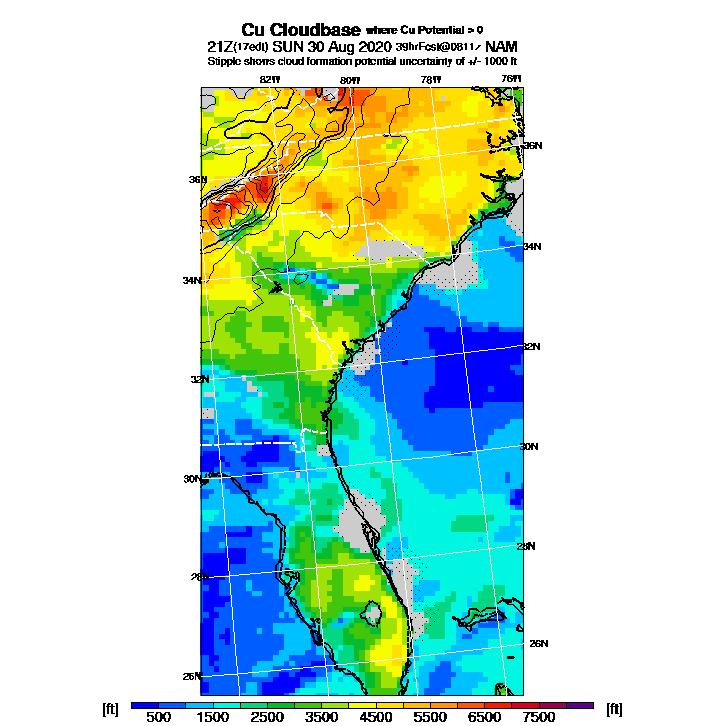 Cu Cloudbase where Cu Potential > 0
21Z(17edt) SUN 30 Aug 2020 39hrFcst@0811z NAM
Stipple shows cloud formation potential uncertainty of +/- 1000 ft
82W 80W 78W 76W
36N
36N
34N
34N
32N
32N
30N
30N
28N
28N
26N
26N
[ft] 500 1500 2500 3500 4500 5500 6500 7500 [ft]